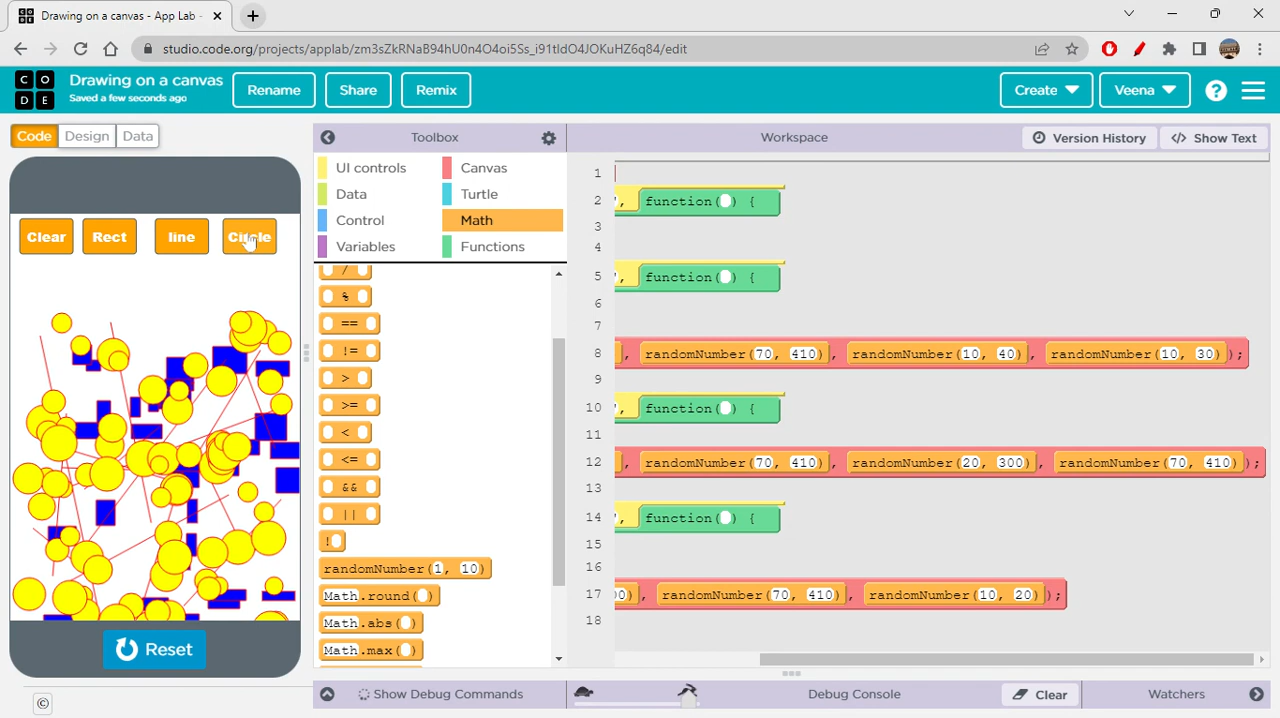 Drawing on a canvas - App Lab -
studio.code.org/projects/applab/zm3sZkRNaB94hU0n4O4oi5Ss_i91tIdO4JOKuHZ6q84/edit
CO
DE
Drawing on a canvas
Saved a few seconds ago
Rename
Share
Remix
Create
Veena
?
Code
Design
Data
Toolbox
Workspace
Version History
</> Show Text
Clear
Rect
line
Circle
UI controls
Canvas
Data
Turtle
Control
Math
Variables
Functions
/
%
==
!=
>
>=
<
<=
&&
||
!
randomNumber(1, 10)
Math.round()
Math.abs()
Math.max()
1
2 ", function() {
3
4
5 ", function() {
6
7
8 , randomNumber(70, 410), randomNumber(10, 40), randomNumber(10, 30));
9
10 ", function() {
11
12 , randomNumber(70, 410), randomNumber(20, 300), randomNumber(70, 410));
13
14 ", function() {
15
16
17 00), randomNumber(70, 410), randomNumber(10, 20));
18
Reset
©
Show Debug Commands
Debug Console
Clear
Watchers